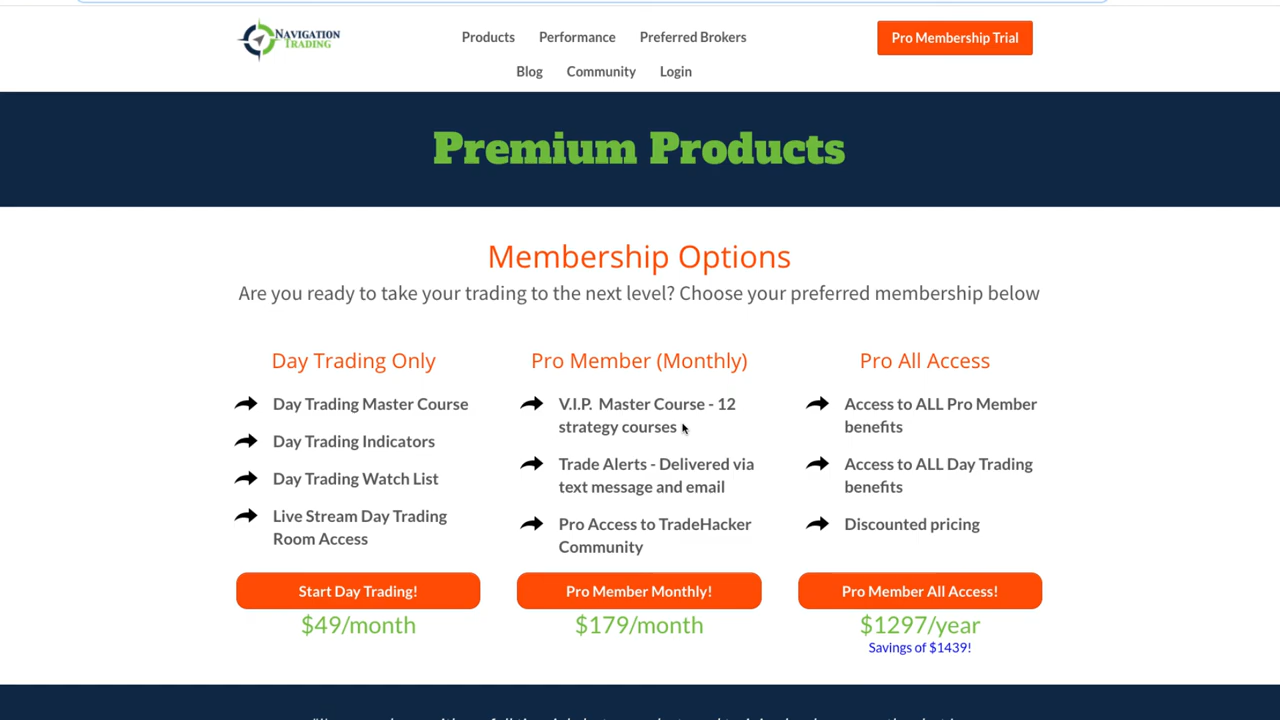 NAVIGATION
TRADING
Products Performance Preferred Brokers
Blog Community Login
Pro Membership Trial
Premium Products
Membership Options
Are you ready to take your trading to the next level? Choose your preferred membership below
Day Trading Only
Day Trading Master Course
Day Trading Indicators
Day Trading Watch List
Live Stream Day Trading
Room Access
Start Day Trading!
$49/month
Pro Member (Monthly)
V.I.P. Master Course - 12
strategy courses
Trade Alerts - Delivered via
text message and email
Pro Access to TradeHacker
Community
Pro Member Monthly!
$179/month
Pro All Access
Access to ALL Pro Member
benefits
Access to ALL Day Trading
benefits
Discounted pricing
Pro Member All Access!
$1297/year
Savings of $1439!